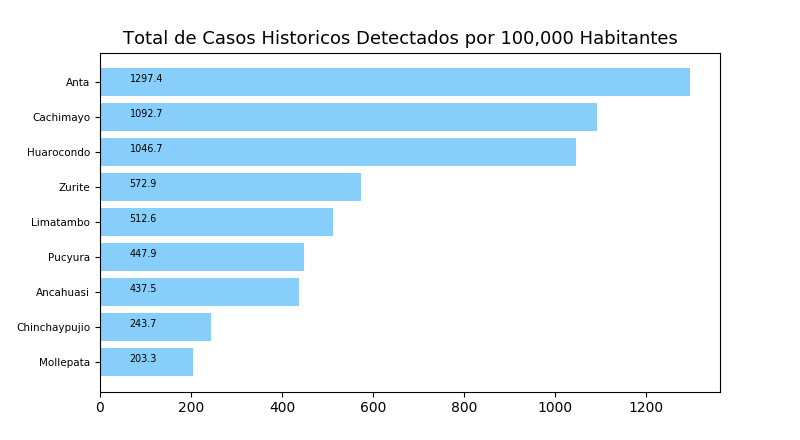 Total de Casos Historicos Detectados por 100,000 Habitantes
Anta 1297.4
Cachimayo 1092.7
Huarocondo 1046.7
Zurite 572.9
Limatambo 512.6
Pucyura 447.9
Ancahuasi 437.5
Chinchaypujio 243.7
Mollepata 203.3
0 200 400 600 800 1000 1200